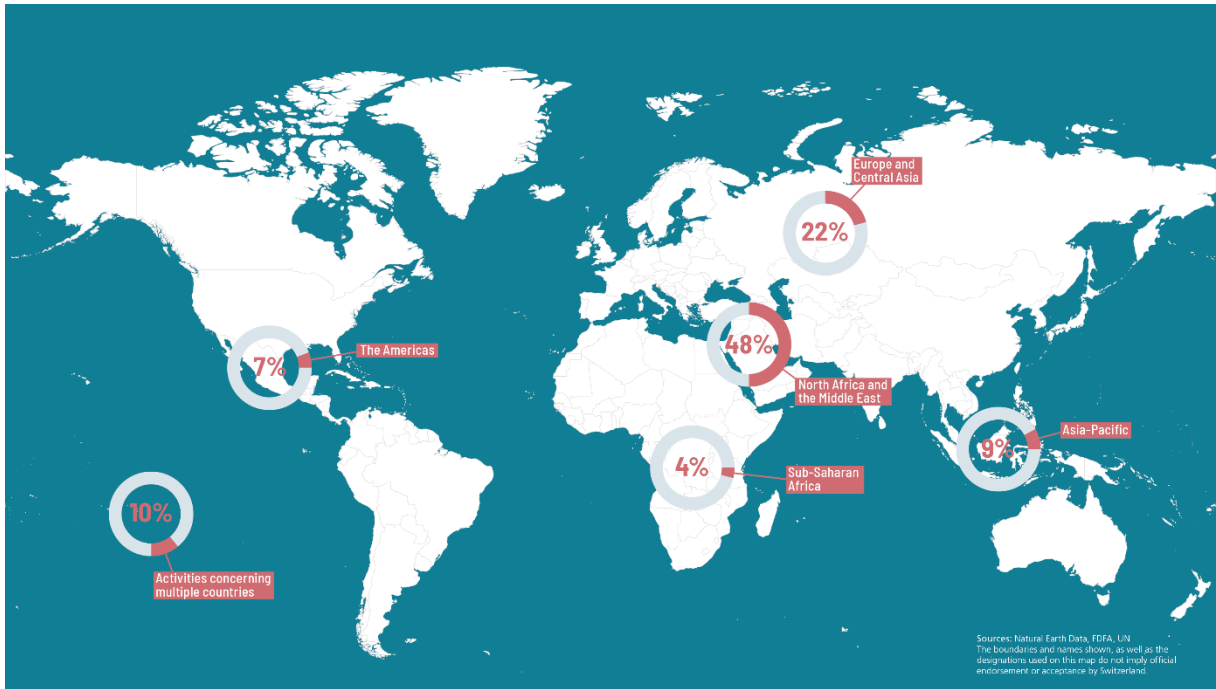 Europe and
Central Asia
22%
48%
North Africa and
the Middle East
7%
The Americas
Asia-Pacific
9%
4%
Sub-Saharan
Africa
10%
Activities concerning
multiple countries
Sources: Natural Earth Data, FDFA, UN
The boundaries and names shown, as well as the
designations used on this map do not imply official
endorsement or acceptance by Switzerland.